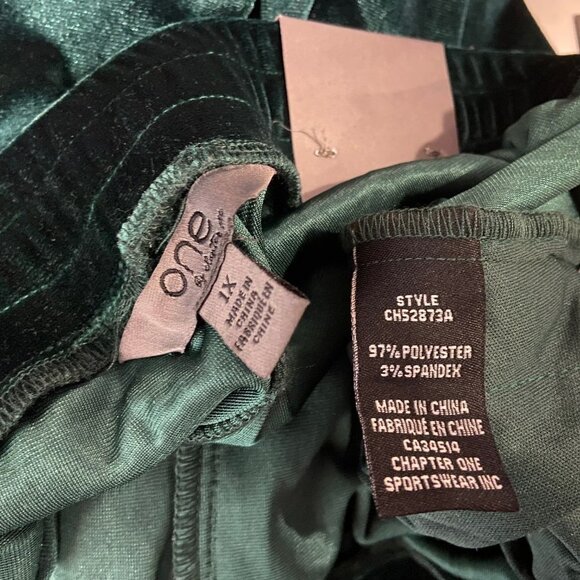 one
1X
MADE IN
CHINA
FABRIQUÉ EN
CHINE
STYLE
CH52873A
97% POLYESTER
3% SPANDEX
MADE IN CHINA
FABRIQUÉ EN CHINE
CA34514
CHAPTER ONE
SPORTSWEAR INC